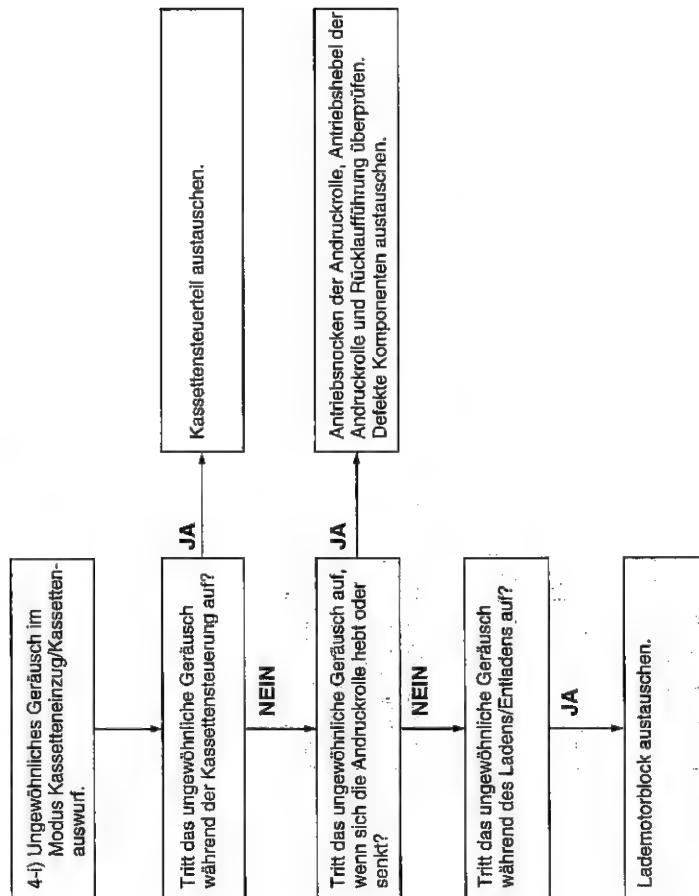 4-i) Ungewöhnliches Geräusch im
Modus Kassetteneinzug/Kassetten-
auswurf.
Tritt das ungewöhnliche Geräusch
während der Kassettensteuerung auf?
JA
Kassettensteuerteil austauschen.
NEIN
Tritt das ungewöhnliche Geräusch auf,
wenn sich die Andruckrolle hebt oder
senkt?
JA
Antriebsnocken der Andruckrolle, Antriebshebel der
Andruckrolle und Rücklaufführung überprüfen.
Defekte Komponenten austauschen.
NEIN
Tritt das ungewöhnliche Geräusch
während des Ladens/Entladens auf?
JA
Lademotorblock austauschen.